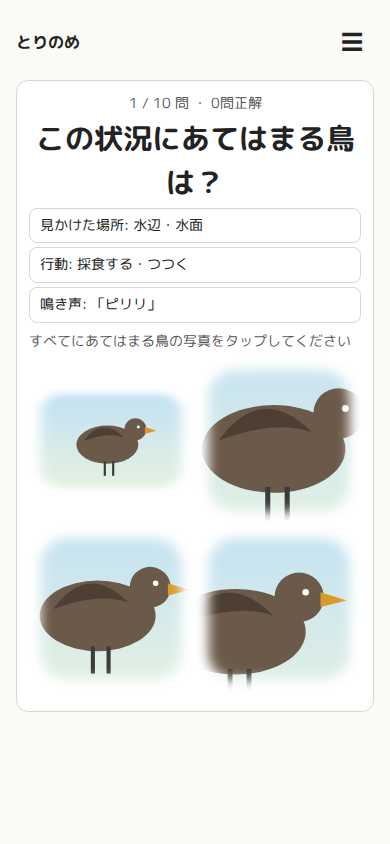 とりのめ
1 / 10 問 · 0問正解
この状況にあてはまる鳥
は？
見かけた場所: 水辺・水面
行動: 採食する・つつく
鳴き声: 「ピリリ」
すべてにあてはまる鳥の写真をタップしてください